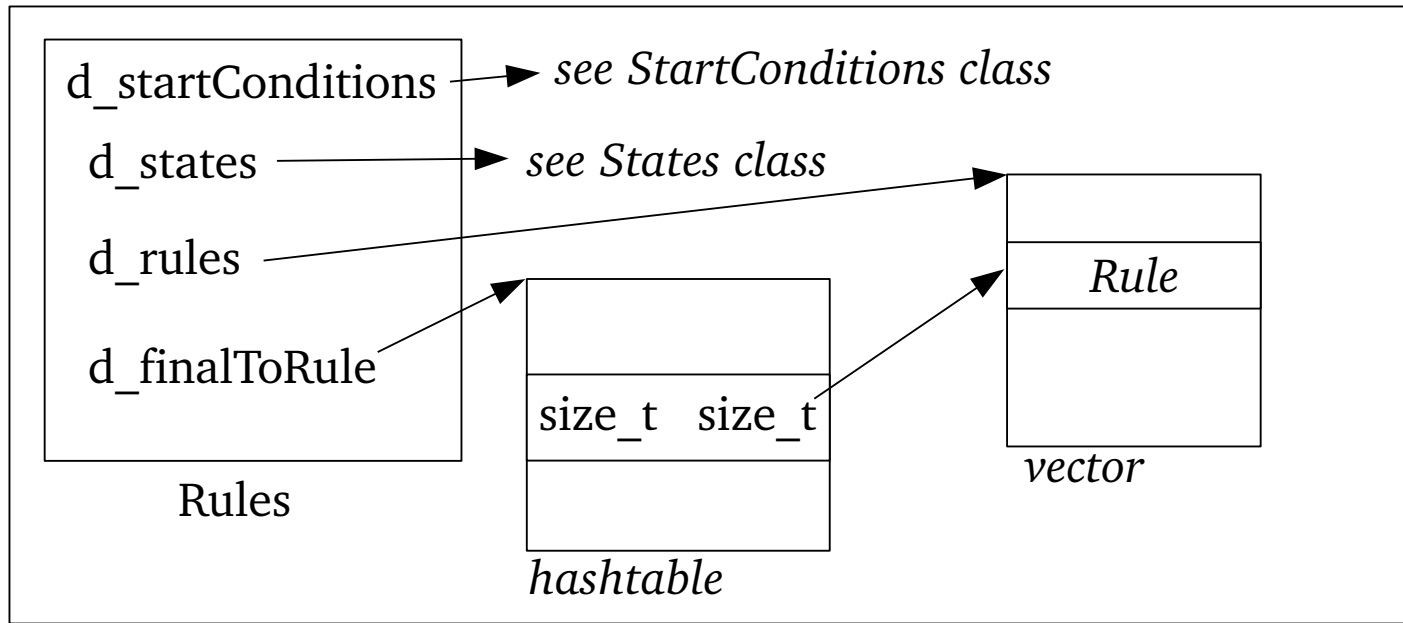 d_startConditions
see StartConditions class
d_states
see States class
d_rules
Rule
d_finalToRule
size_t size_t
vector
Rules
hashtable